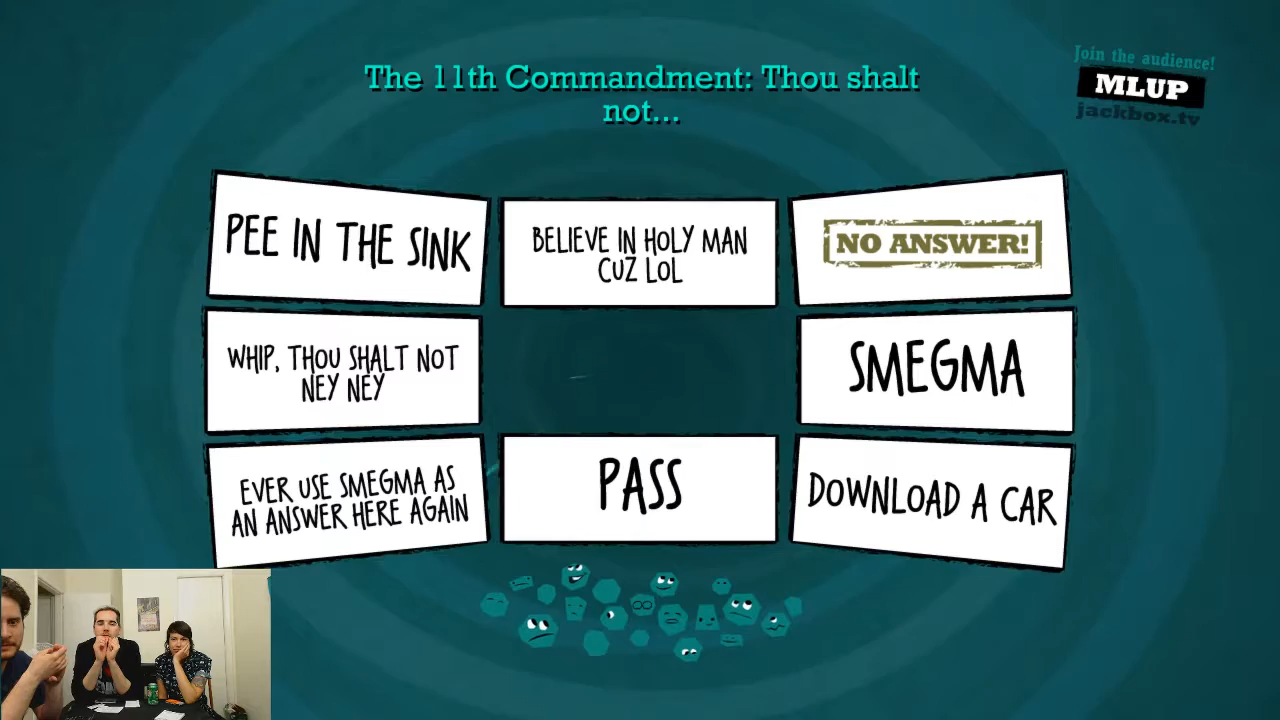 Join the audience!
MLUP
jackbox.tv
The 11th Commandment: Thou shalt
not...
PEE IN THE SINK
BELIEVE IN HOLY MAN
CUZ LOL
NO ANSWER!
WHIP, THOU SHALT NOT
NEY NEY
SMEGMA
EVER USE SMEGMA AS
AN ANSWER HERE AGAIN
PASS
DOWNLOAD A CAR